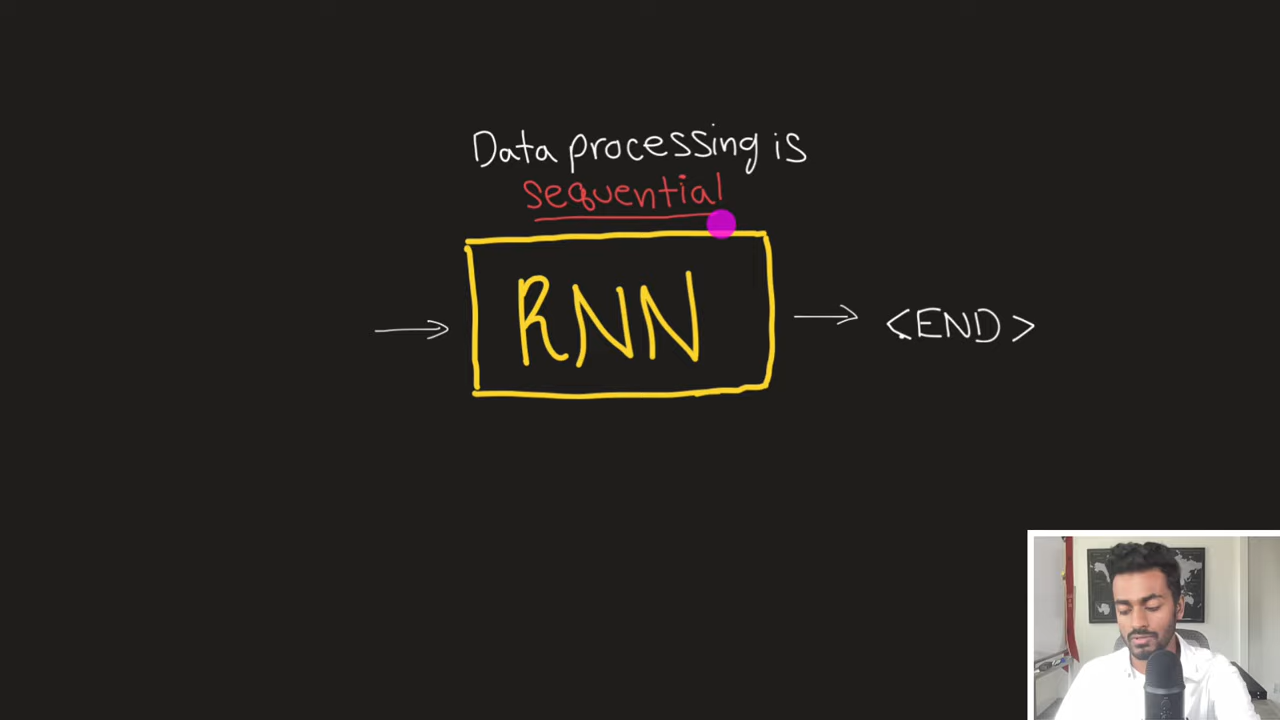 Data processing is
sequential
RNN
<END>